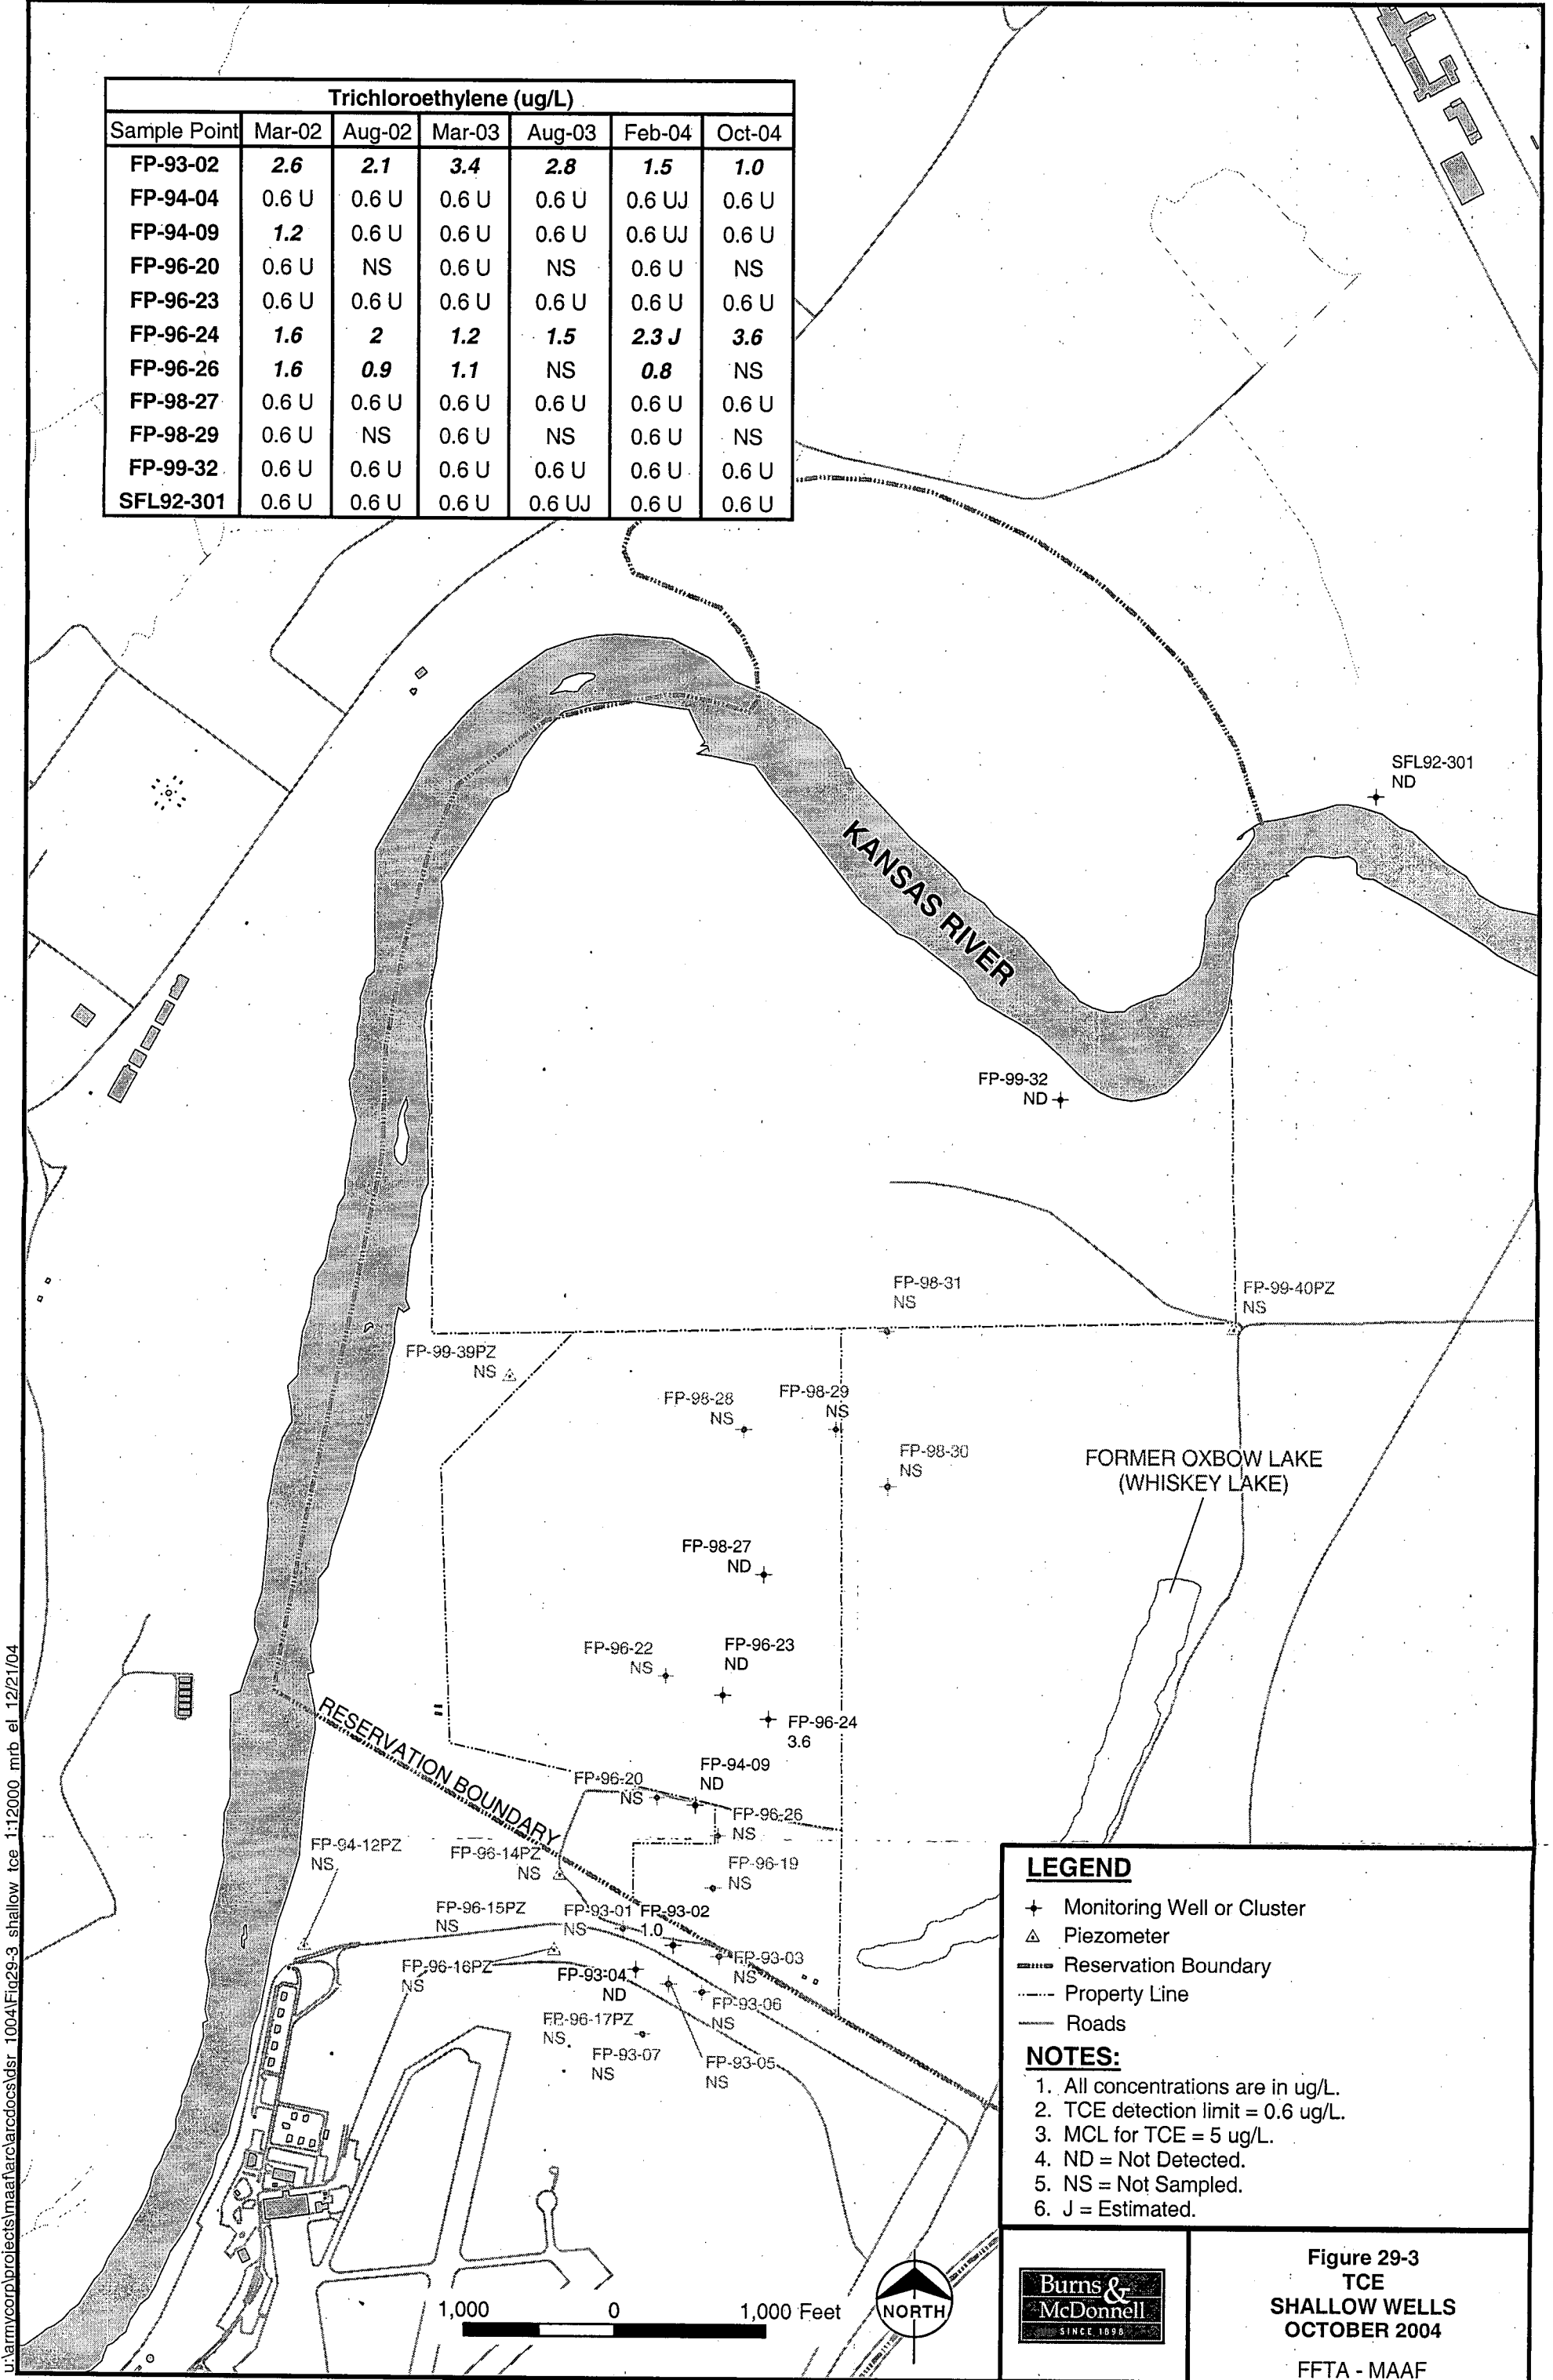 Trichloroethylene (ug/L)
Sample Point Mar-02 Aug-02 Mar-03 Aug-03 Feb-04 Oct-04
FP-93-02 2.6 2.1 3.4 2.8 1.5 1.0
FP-94-04 0.6 U 0.6 U 0.6 U 0.6 U 0.6 UJ 0.6 U
FP-94-09 1.2 0.6 U 0.6 U 0.6 U 0.6 UJ 0.6 U
FP-96-20 0.6 U NS 0.6 U NS 0.6 U NS
FP-96-23 0.6 U 0.6 U 0.6 U 0.6 U 0.6 U 0.6 U
FP-96-24 1.6 2 1.2 1.5 2.3 J 3.6
FP-96-26 1.6 0.9 1.1 NS 0.8 NS
FP-98-27 0.6 U 0.6 U 0.6 U 0.6 U 0.6 U 0.6 U
FP-98-29 0.6 U NS 0.6 U NS 0.6 U NS
FP-99-32 0.6 U 0.6 U 0.6 U 0.6 U 0.6 U 0.6 U
SFL92-301 0.6 U 0.6 U 0.6 U 0.6 UJ 0.6 U 0.6 U
SFL92-301
ND
KANSAS RIVER
FP-99-32
ND
FP-98-31
NS
FP-99-40PZ
NS
FP-99-39PZ
NS
FP-98-28
NS
FP-98-29
NS
FP-98-30
NS
FORMER OXBOW LAKE
(WHISKEY LAKE)
FP-98-27
ND
FP-96-22
NS
FP-96-23
ND
FP-96-24
3.6
RESERVATION BOUNDARY
FP-94-09
ND
FP-96-20
NS
FP-96-26
NS
FP-94-12PZ
NS
FP-96-14PZ
NS
FP-96-19
NS
FP-96-15PZ
NS
FP-93-01
NS
FP-93-02
1.0
FP-93-03
NS
FP-96-16PZ
NS
FP-93-04
ND
FP-93-06
NS
FP-96-17PZ
NS
FP-93-07
NS
FP-93-05
NS
LEGEND
Monitoring Well or Cluster
Piezometer
Reservation Boundary
Property Line
Roads
NOTES:
1. All concentrations are in ug/L.
2. TCE detection limit = 0.6 ug/L.
3. MCL for TCE = 5 ug/L.
4. ND = Not Detected.
5. NS = Not Sampled.
6. J = Estimated.
1,000 0 1,000 Feet
NORTH
Burns &
McDonnell
SINCE 1898
Figure 29-3
TCE
SHALLOW WELLS
OCTOBER 2004
FFTA - MAAF
u:\armycorp\projects\maaf\arc\arcdocs\dsr_1004\Fig29-3_shallow_tce_1:12000_mrb_el_12/21/04